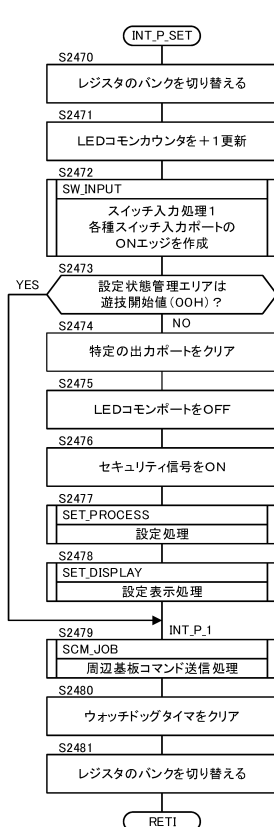 INT_P_SET
S2470
レジスタのバンクを切り替える
S2471
LEDコモンカウンタを+1更新
S2472
SW_INPUT
スイッチ入力処理1
各種スイッチ入力ポートの
ONエッジを作成
S2473
設定状態管理エリアは
遊技開始値(00H)?
YES
NO
S2474
特定の出力ポートをクリア
S2475
LEDコモンポートをOFF
S2476
セキュリティ信号をON
S2477
SET_PROCESS
設定処理
S2478
SET_DISPLAY
設定表示処理
INT_P_1
S2479
SCM_JOB
周辺基板コマンド送信処理
S2480
ウォッチドッグタイマをクリア
S2481
レジスタのバンクを切り替える
RETI